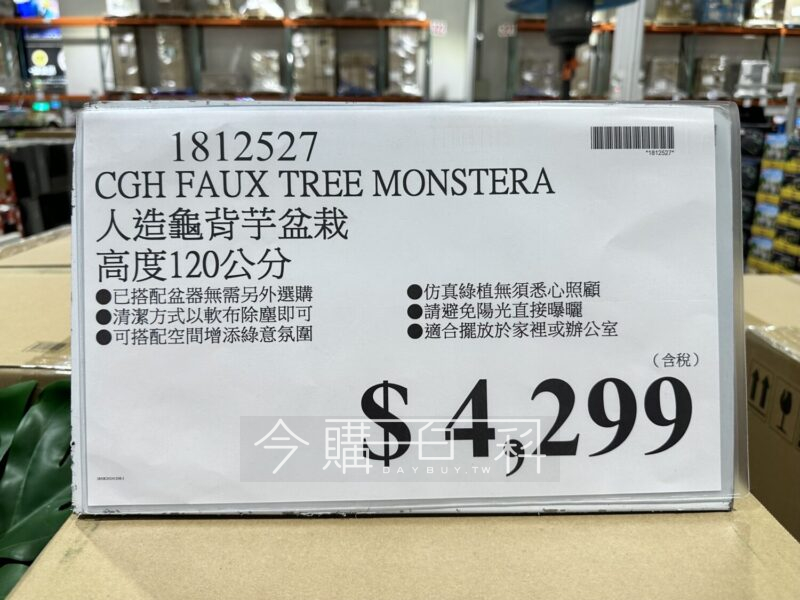 1812527
*1812527*
CGH FAUX TREE MONSTERA
人造龜背芋盆栽
高度120公分
●已搭配盆器無需另外選購
●清潔方式以軟布除塵即可
●可搭配空間增添綠意氛圍
●仿真綠植無須悉心照顧
●請避免陽光直接曝曬
●適合擺放於家裡或辦公室
（含稅）
$ 4,299
今購百科
DAYBUY.TW